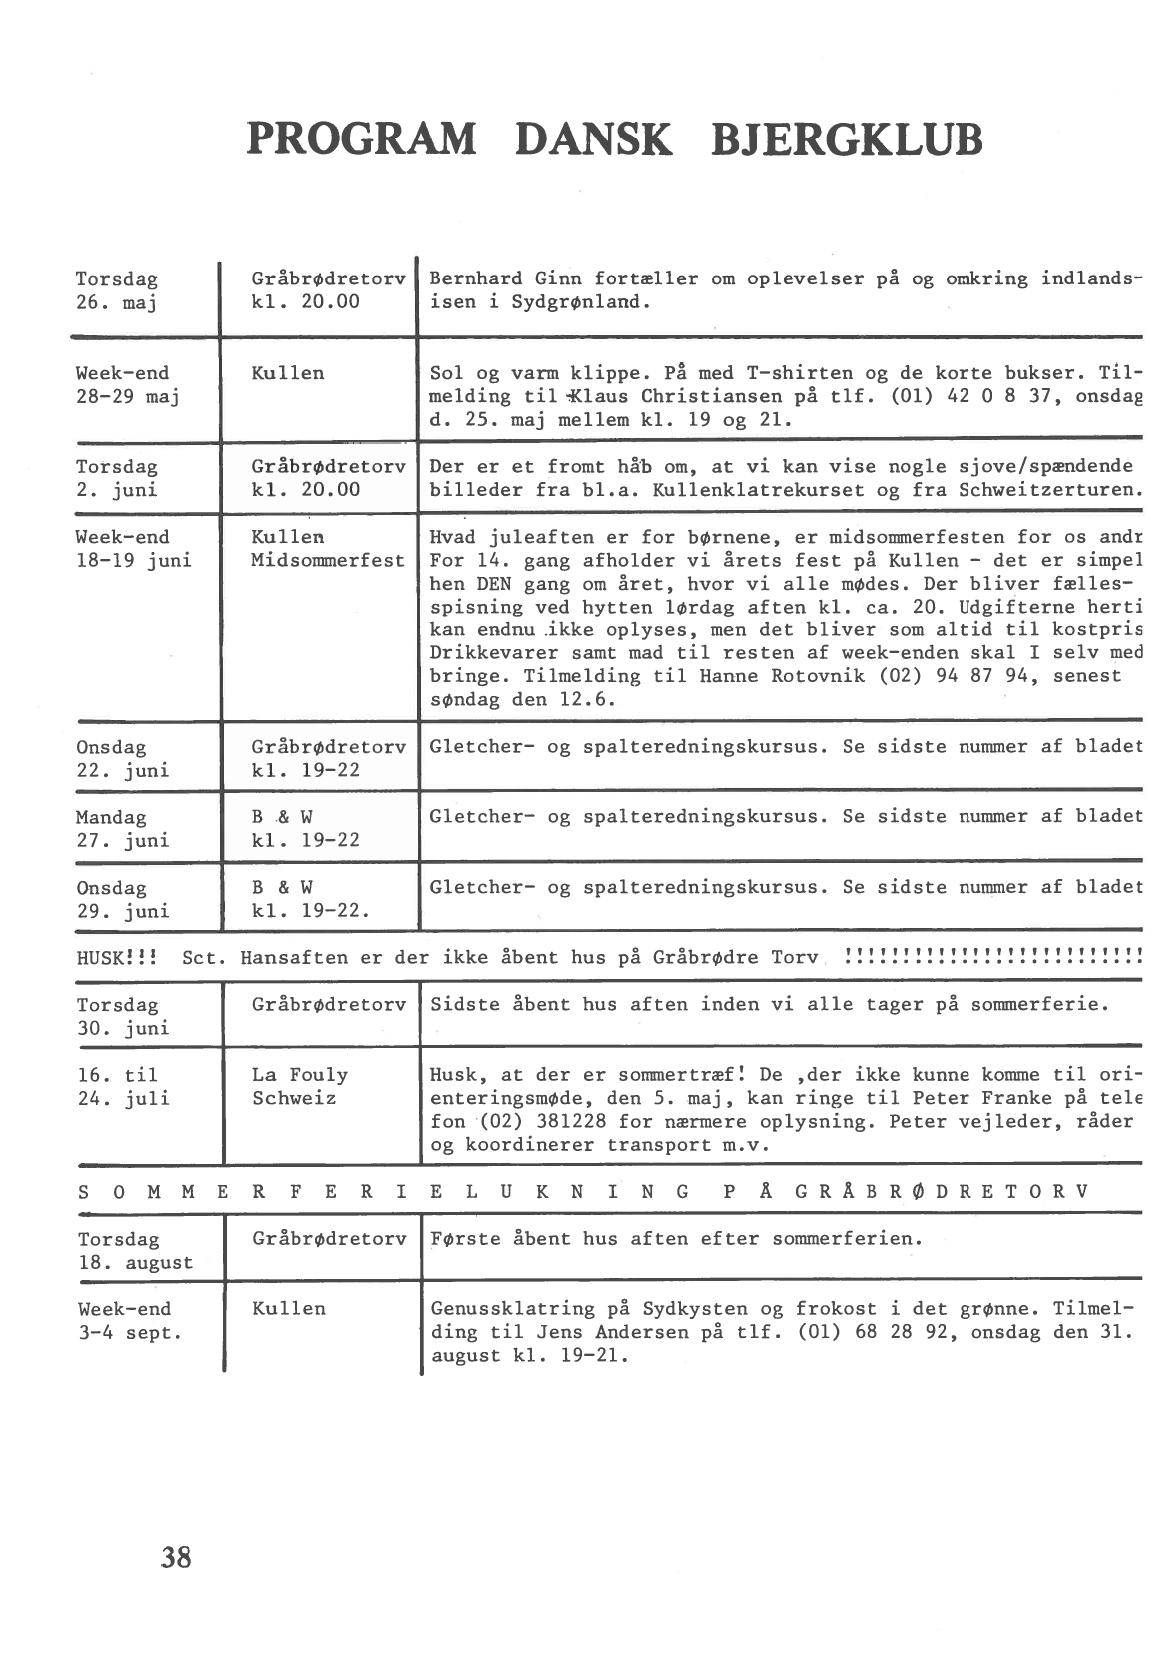 PROGRAM DANSK BJERGKLUB
Torsdag
26. maj
Gråbrødretorv
kl. 20.00
Bernhard Ginn fortæller om oplevelser på og omkring indlands-
isen i Sydgrønland.
Week-end
28-29 maj
Kullen
Sol og varm klippe. På med T-shirten og de korte bukser. Til-
melding til Klaus Christiansen på tlf. (01) 42 0 8 37, onsdag
d. 25. maj mellem kl. 19 og 21.
Torsdag
2. juni
Gråbrødretorv
kl. 20.00
Der er et fromt håb om, at vi kan vise nogle sjove/spændende
billeder fra bl.a. Kullenklatrekurset og fra Schweitzerturen.
Week-end
18-19 juni
Kullen
Midsommerfest
Hvad juleaften er for børnene, er midsommerfesten for os andr
For 14. gang afholder vi årets fest på Kullen - det er simpel
hen DEN gang om året, hvor vi alle mødes. Der bliver fælles-
spisning ved hytten lørdag aften kl. ca. 20. Udgifterne herti
kan endnu ikke oplyses, men det bliver som altid til kostpris
Drikkevarer samt mad til resten af week-enden skal I selv med
bringe. Tilmelding til Hanne Rotovnik (02) 94 87 94, senest
søndag den 12.6.
Onsdag
22. juni
Gråbrødretorv
kl. 19-22
Gletcher- og spalteredningskursus. Se sidste nummer af bladet
Mandag
27. juni
B & W
kl. 19-22
Gletcher- og spalteredningskursus. Se sidste nummer af bladet
Onsdag
29. juni
B & W
kl. 19-22.
Gletcher- og spalteredningskursus. Se sidste nummer af bladet
HUSK!!! Sct. Hansaften er der ikke åbent hus på Gråbrødre Torv !!!!!!!!!!!!!!!!!!!!!!!!!!
Torsdag
30. juni
Gråbrødretorv
Sidste åbent hus aften inden vi alle tager på sommerferie.
16. til
24. juli
La Fouly
Schweiz
Husk, at der er sommertræf! De ,der ikke kunne komme til ori-
enteringsmøde, den 5. maj, kan ringe til Peter Franke på tele
fon (02) 381228 for nærmere oplysning. Peter vejleder, råder
og koordinerer transport m.v.
S O M M E R F E R I E L U K N I N G P Å G R Å B R Ø D R E T O R V
Torsdag
18. august
Gråbrødretorv
Første åbent hus aften efter sommerferien.
Week-end
3-4 sept.
Kullen
Genussklatring på Sydkysten og frokost i det grønne. Tilmel-
ding til Jens Andersen på tlf. (01) 68 28 92, onsdag den 31.
august kl. 19-21.
38